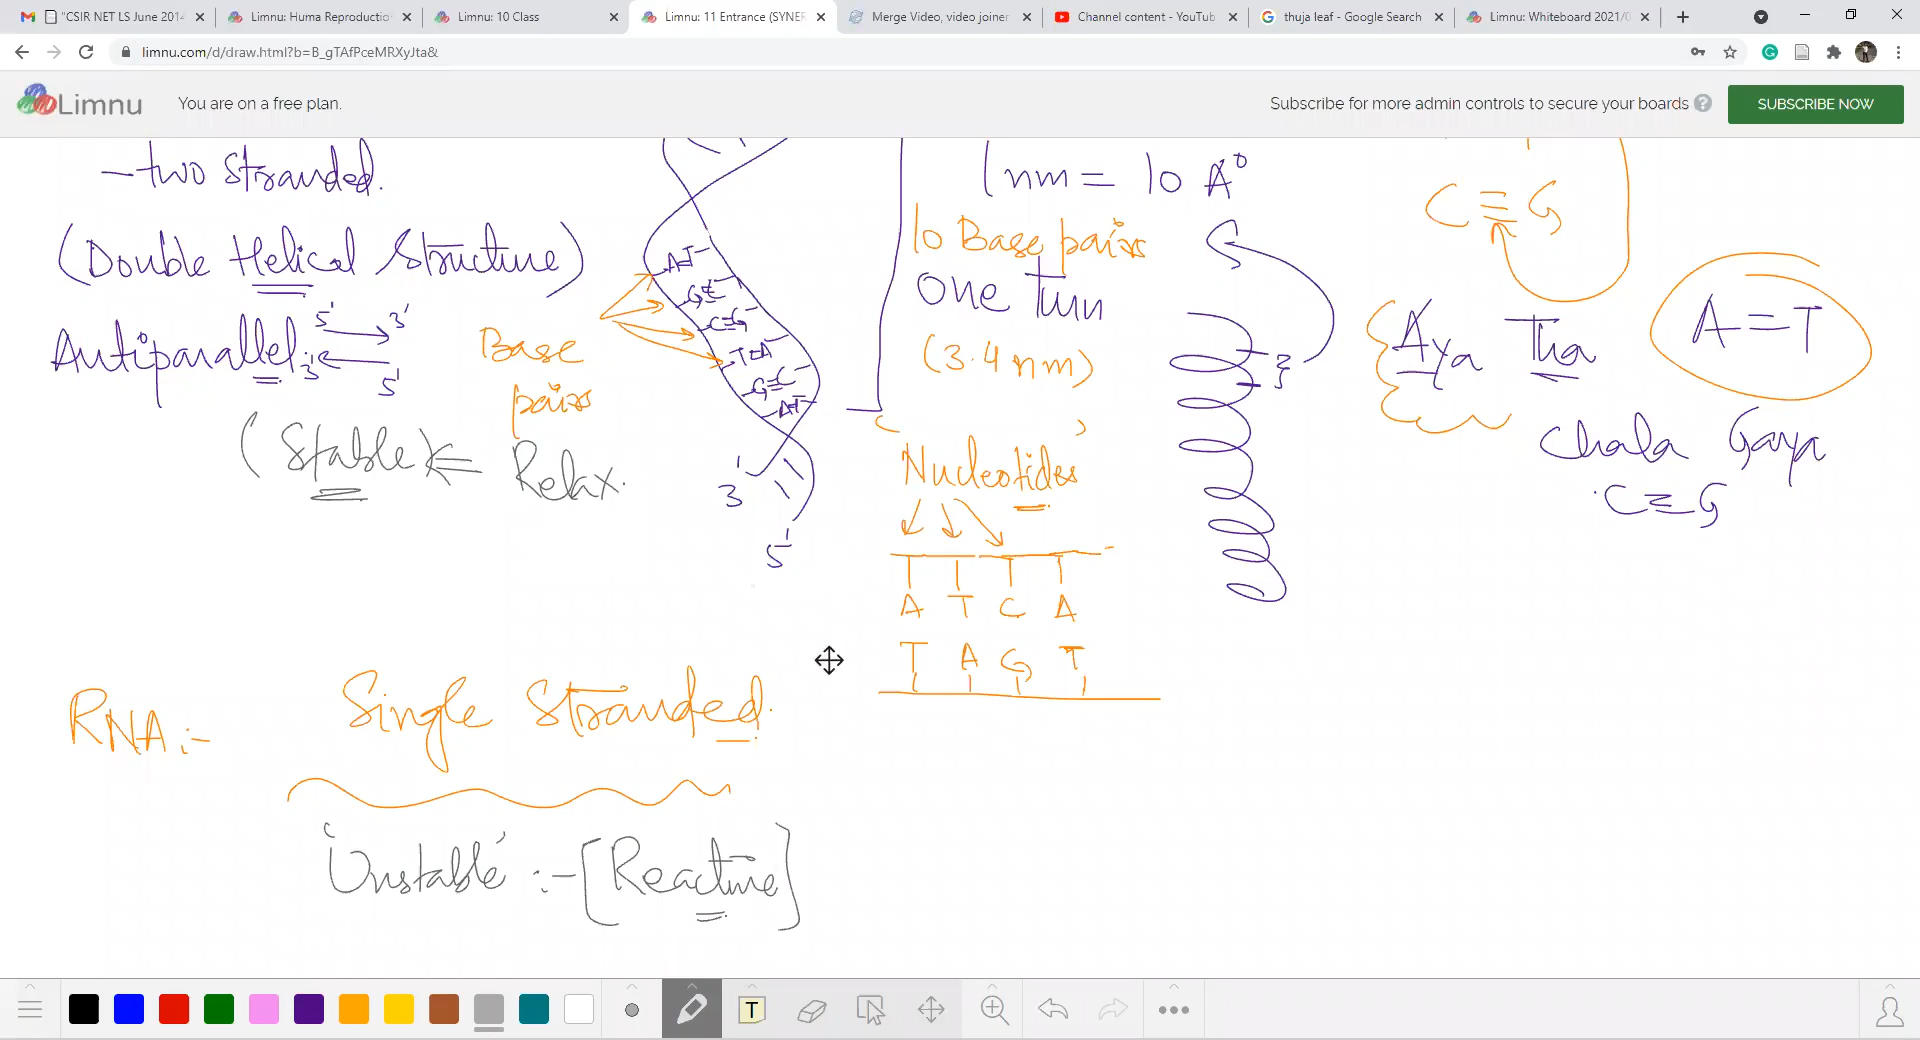 "CSIR NET LS June 2014
Limnu: Huma Reproductio
Limnu: 10 Class
Limnu: 11 Entrance (SYNER
Merge Video, video joiner
Channel content - YouTub
thuja leaf - Google Search
Limnu: Whiteboard 2021/0
limnu.com/d/draw.html?b=B_gTAfPceMRXyJta&
Limnu
You are on a free plan.
Subscribe for more admin controls to secure your boards ?
SUBSCRIBE NOW
- two stranded.
(Double Helical Structure)
Antiparallel:
5' 3'
3' 5'
(Stable) ⇐ Relax.
Base
pairs
A=T
G≡C
C≡G
T=A
G≡C
A=T
3'
5'
1 nm = 10 A°
10 Base pairs
One Turn
(3.4 nm)
Nucleotides
A T C A
T A G T
C≡G
Aya Tha
A=T
Chala Gaya
C≡G
RNA :- Single Stranded.
'Unstable' :- [Reactive]
T